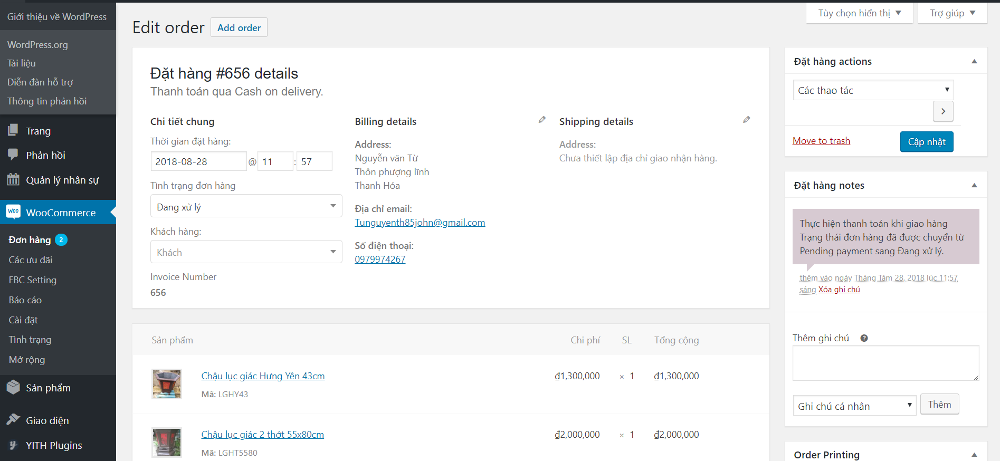 Giới thiệu về WordPress
WordPress.org
Tài liệu
Diễn đàn hỗ trợ
Thông tin phản hồi
Trang
Phản hồi
Quản lý nhân sự
Woo WooCommerce
Đơn hàng 2
Các ưu đãi
FBC Setting
Báo cáo
Cài đặt
Tình trạng
Mở rộng
Sản phẩm
Giao diện
YITH Plugins
Tùy chọn hiển thị
Trợ giúp
Edit order
Add order
Đặt hàng #656 details
Thanh toán qua Cash on delivery.
Chi tiết chung
Thời gian đặt hàng:
2018-08-28 @ 11 : 57
Tình trạng đơn hàng
Đang xử lý
Khách hàng:
Khách
Invoice Number
656
Billing details
Address:
Nguyễn văn Từ
Thôn phượng lĩnh
Thanh Hóa
Địa chỉ email:
Tunguyenth85john@gmail.com
Số điện thoại:
0979974267
Shipping details
Address:
Chưa thiết lập địa chỉ giao nhận hàng.
Sản phẩm Chi phí SL Tổng cộng
Chậu lục giác Hưng Yên 43cm ₫1,300,000 × 1 ₫1,300,000
Mã: LGHY43
Chậu lục giác 2 thớt 55x80cm ₫2,000,000 × 1 ₫2,000,000
Mã: LGHT5580
Đặt hàng actions
Các thao tác
Move to trash
Cập nhật
Đặt hàng notes
Thực hiện thanh toán khi giao hàng
Trạng thái đơn hàng đã được chuyển từ
Pending payment sang Đang xử lý.
thêm vào ngày Tháng Tám 28, 2018 lúc 11:57
sáng Xóa ghi chú
Thêm ghi chú ?
Ghi chú cá nhân
Thêm
Order Printing